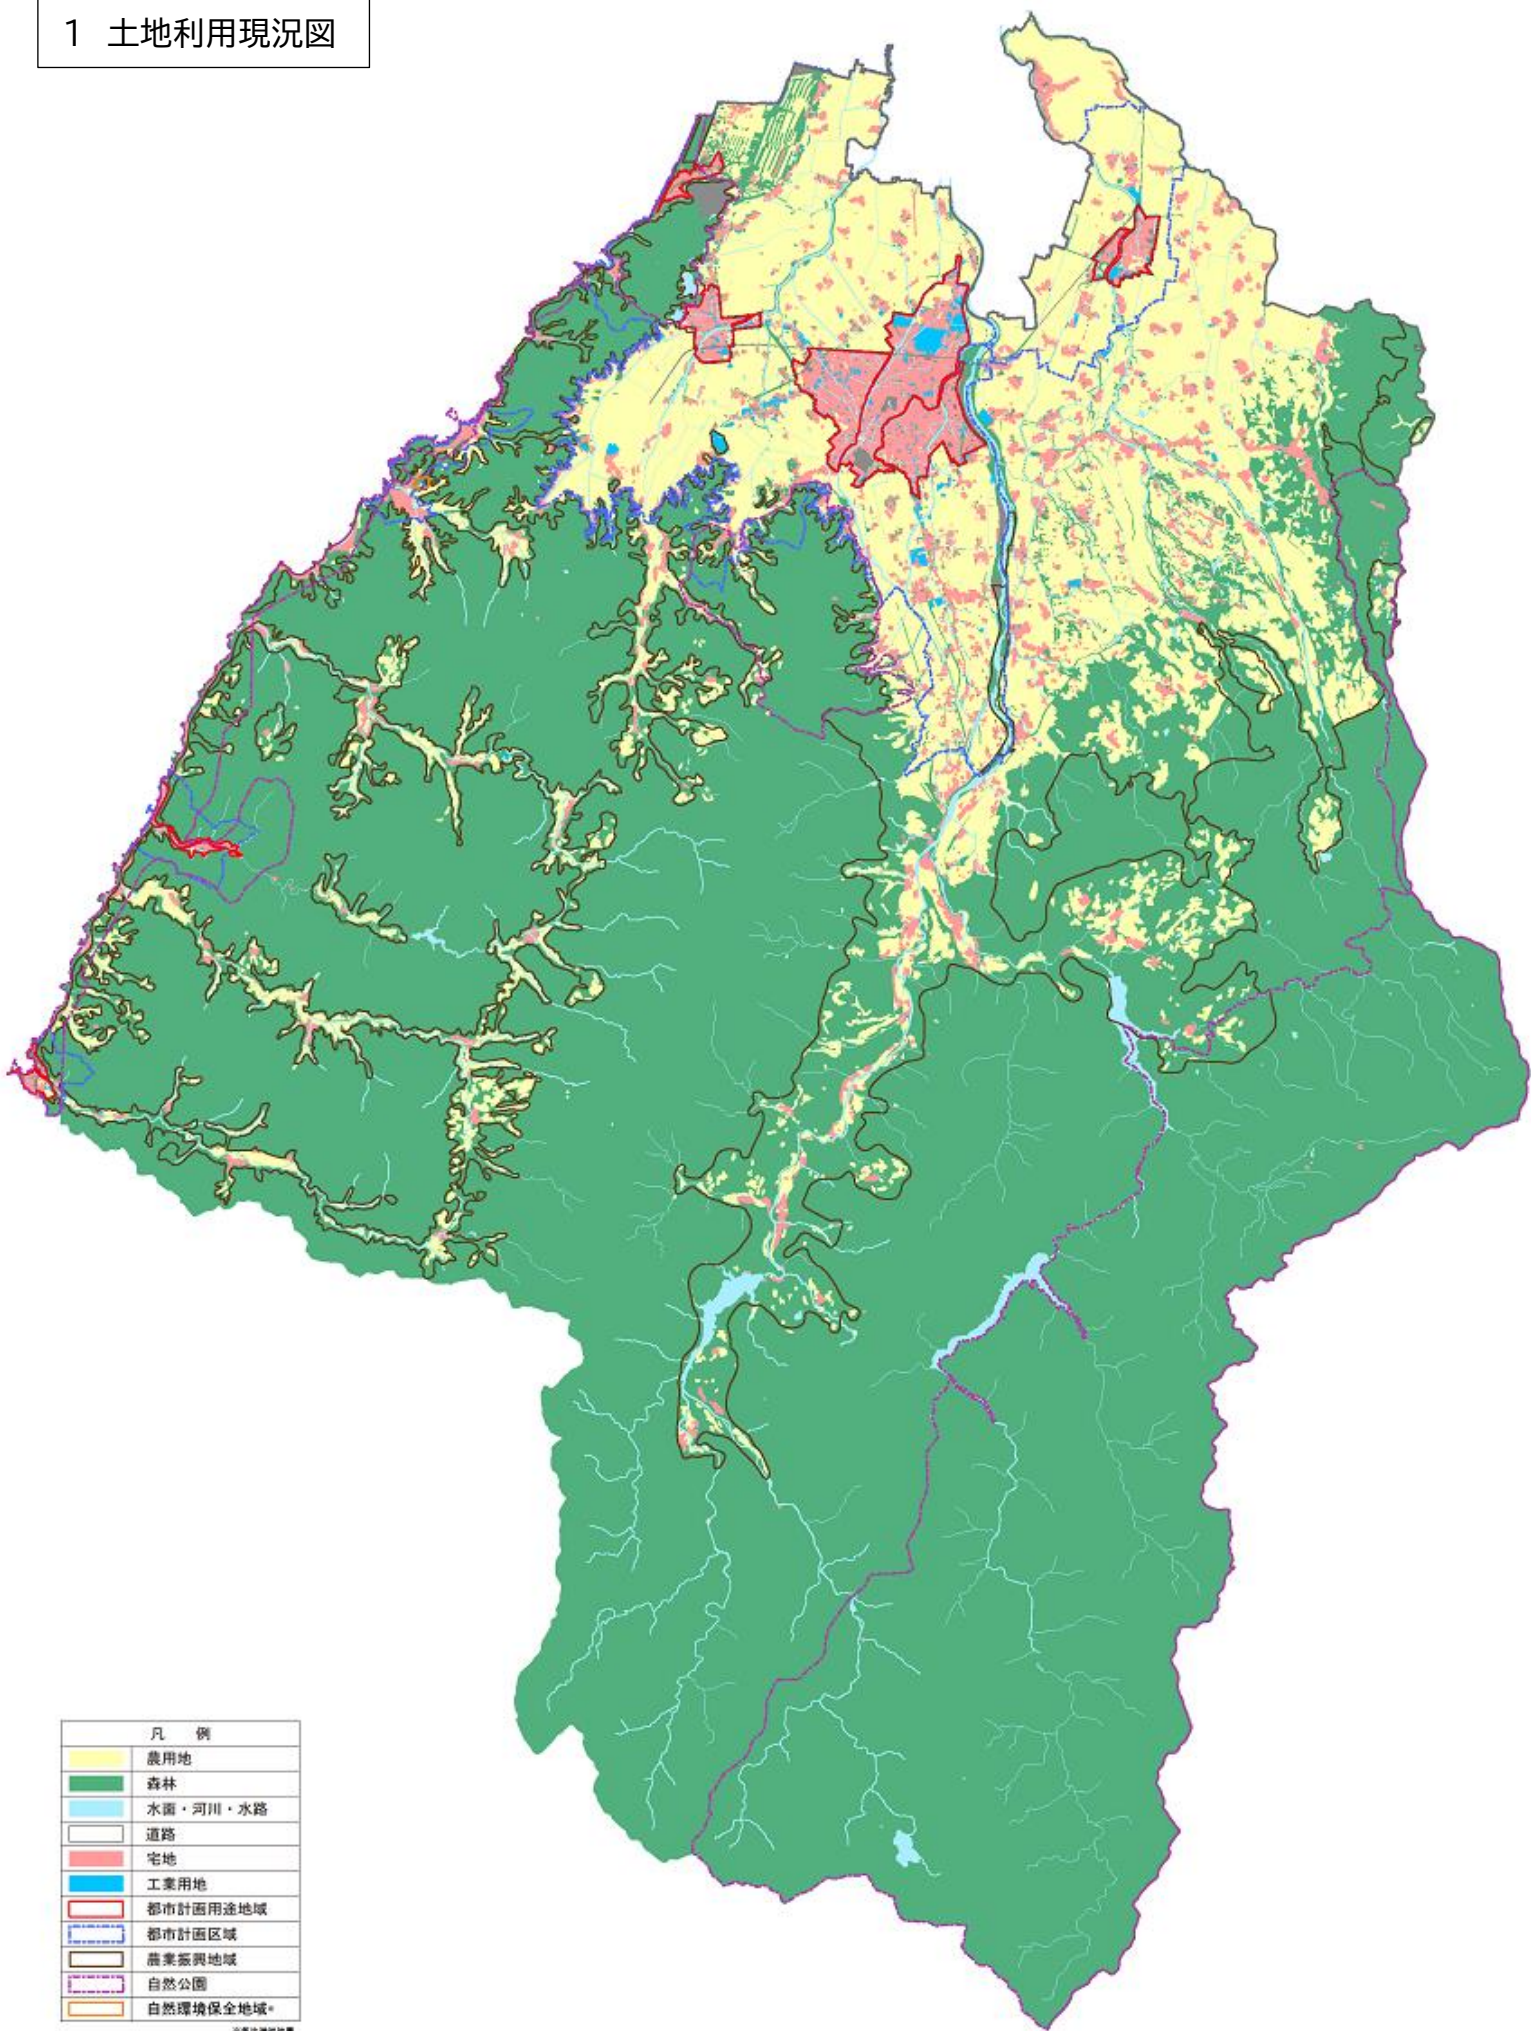 1 土地利用現況図
凡 例
農用地
森林
水面・河川・水路
道路
宅地
工業用地
都市計画用途地域
都市計画区域
農業振興地域
自然公園
自然環境保全地域*